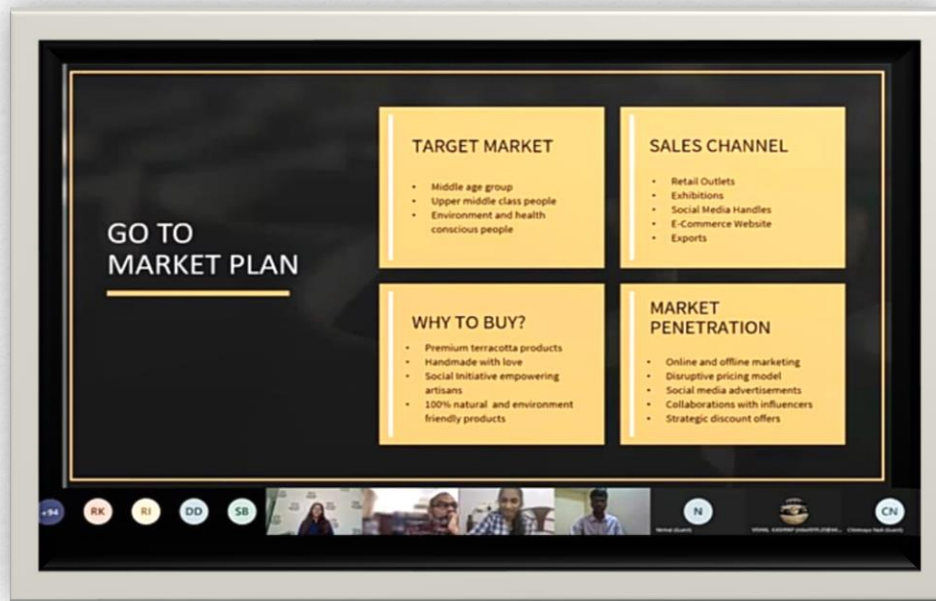 GO TO
MARKET PLAN
TARGET MARKET
• Middle age group
• Upper middle class people
• Environment and health
conscious people
SALES CHANNEL
• Retail Outlets
• Exhibitions
• Social Media Handles
• E-Commerce Website
• Exports
WHY TO BUY?
• Premium terracotta products
• Handmade with love
• Social Initiative empowering
artisans
• 100% natural and environment
friendly products
MARKET
PENETRATION
• Online and offline marketing
• Disruptive pricing model
• Social media advertisements
• Collaborations with influencers
• Strategic discount offers
+94
RK
RI
DD
SB
N
CN